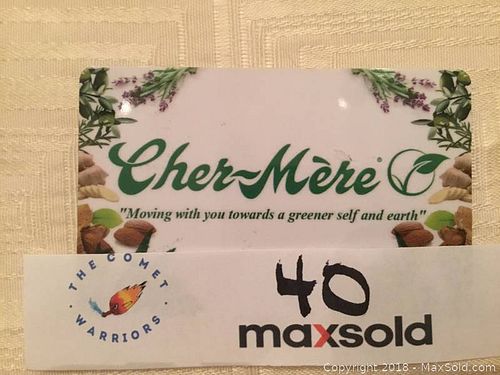 Cher~Mère®
"Moving with you towards a greener self and earth"
THE COMET WARRIORS
40
maxsold
Copyright 2018 - MaxSold.com